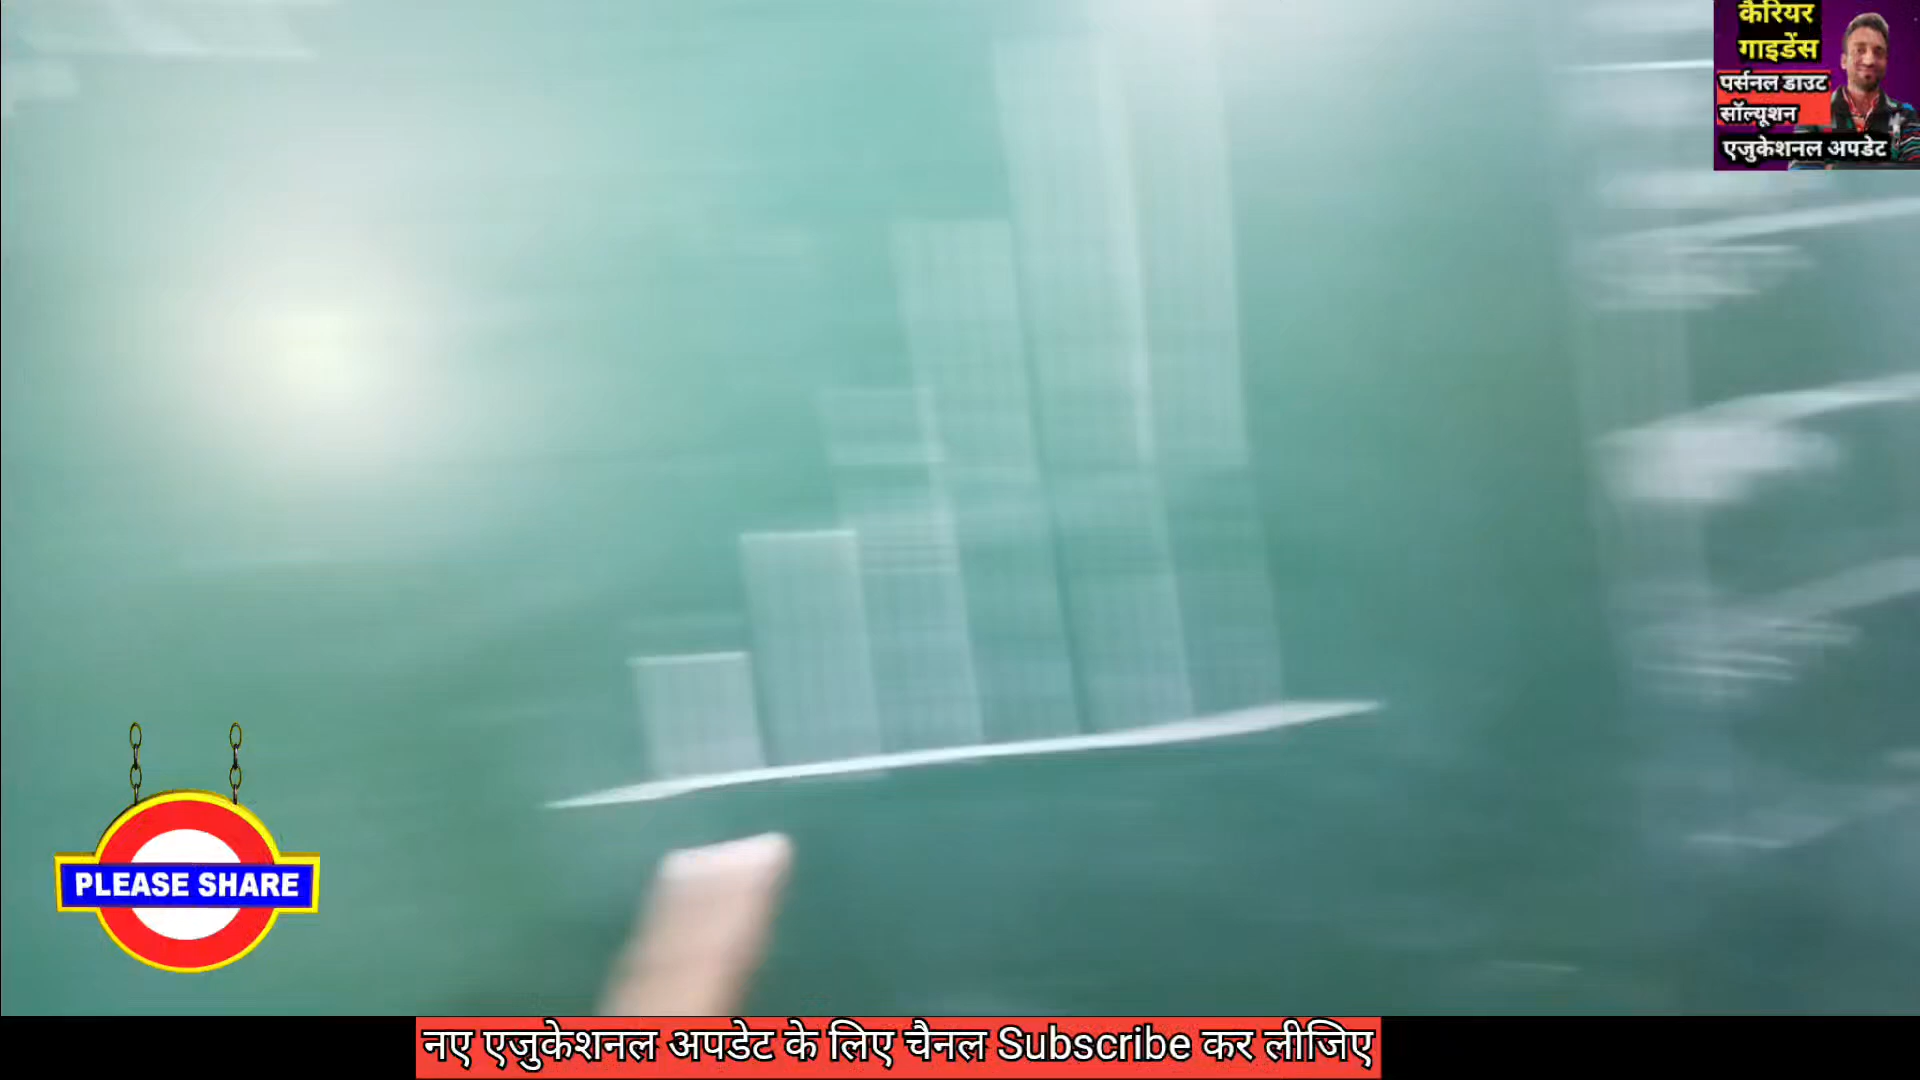 कैरियर
गाइडेंस
पर्सनल डाउट
सॉल्यूशन
एजुकेशनल अपडेट
PLEASE SHARE
नए एजुकेशनल अपडेट के लिए चैनल Subscribe कर लीजिए